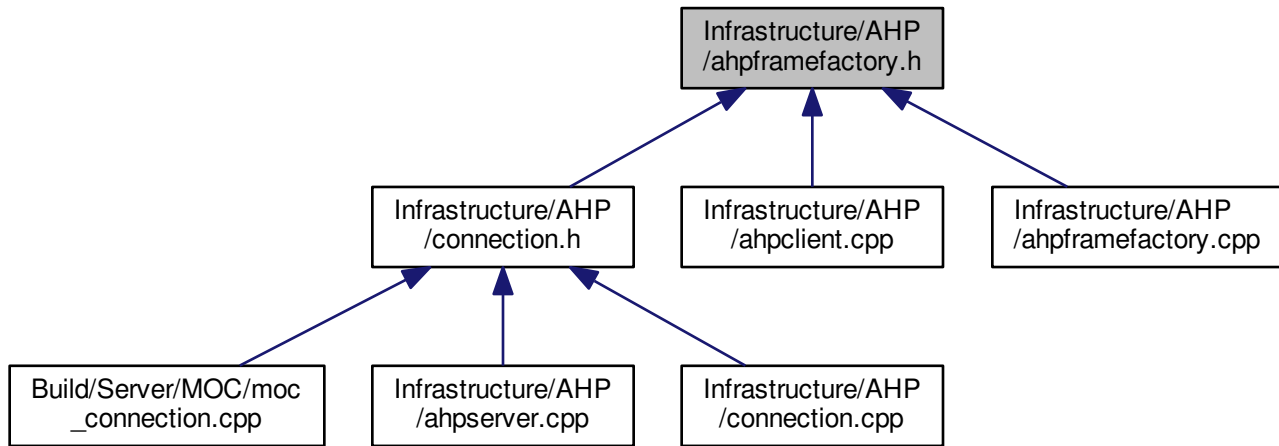 Infrastructure/AHP
/ahpframefactory.h
Infrastructure/AHP
/connection.h
Infrastructure/AHP
/ahpclient.cpp
Infrastructure/AHP
/ahpframefactory.cpp
Build/Server/MOC/moc
_connection.cpp
Infrastructure/AHP
/ahpserver.cpp
Infrastructure/AHP
/connection.cpp